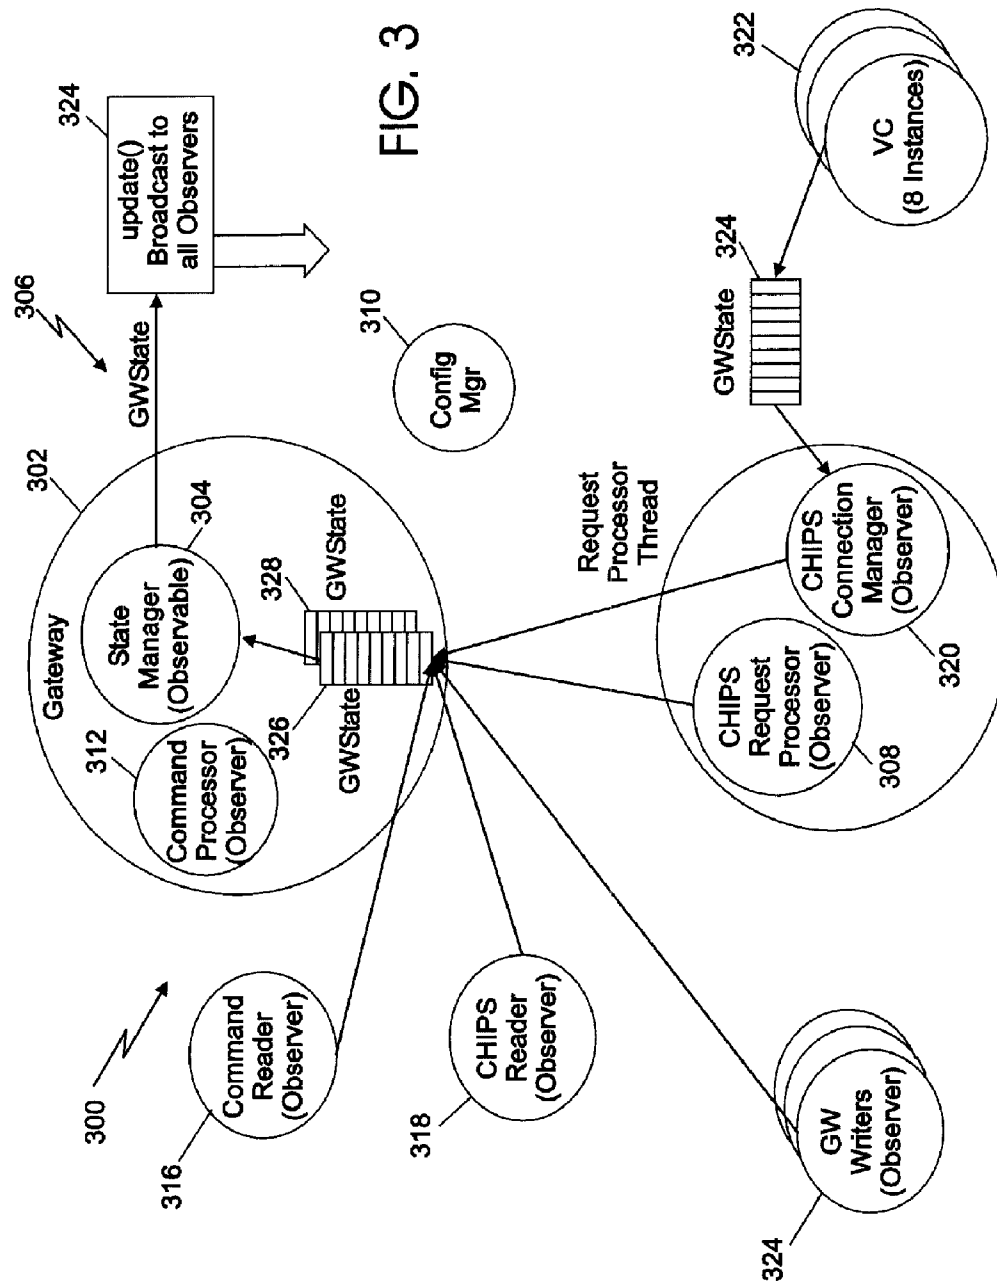 300
302
Gateway
312
Command
Processor
(Observer)
State
Manager
(Observable)
304
306
GWState
324
update()
Broadcast to
all Observers
316
Command
Reader
(Observer)
326
GWState
328
GWState
310
Config
Mgr
FIG. 3
318
CHIPS
Reader
(Observer)
Request
Processor
Thread
CHIPS
Request
Processor
(Observer)
308
CHIPS
Connection
Manager
(Observer)
320
GWState
324
322
VC
(8 Instances)
324
GW
Writers
(Observer)